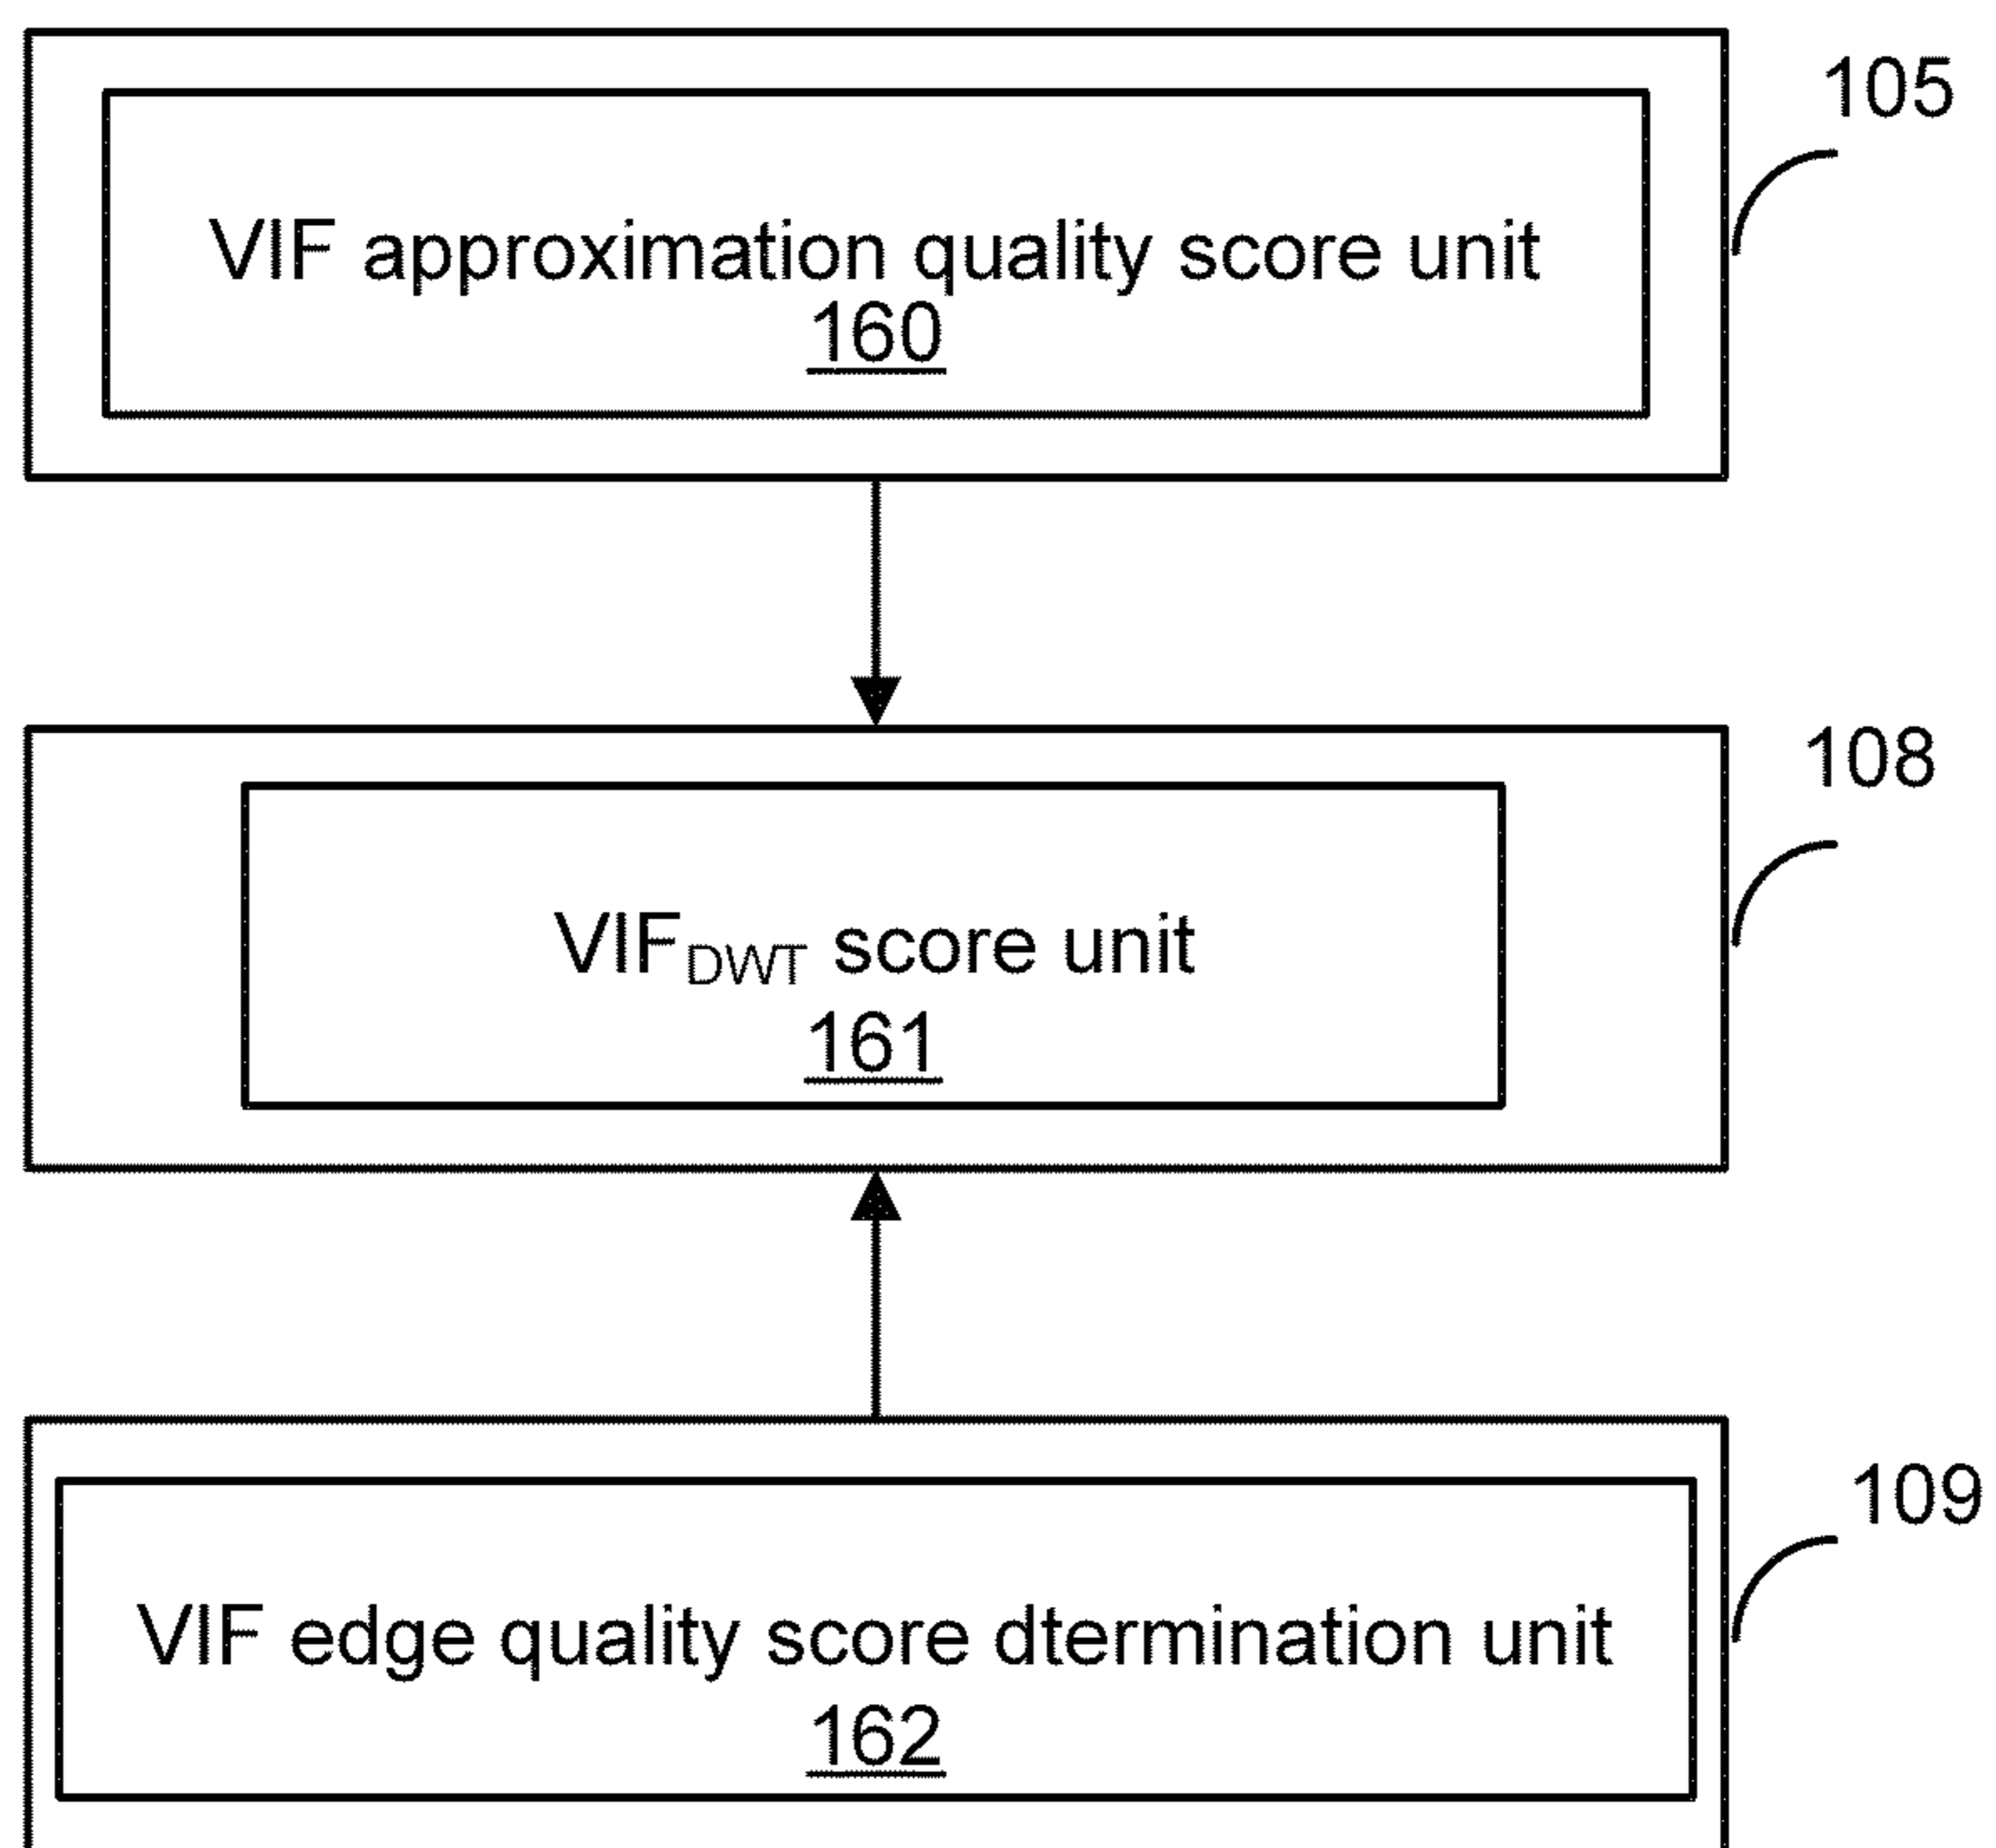 105
VIF approximation quality score unit
160
108
VIF_DWT score unit
161
109
VIF edge quality score dtermination unit
162